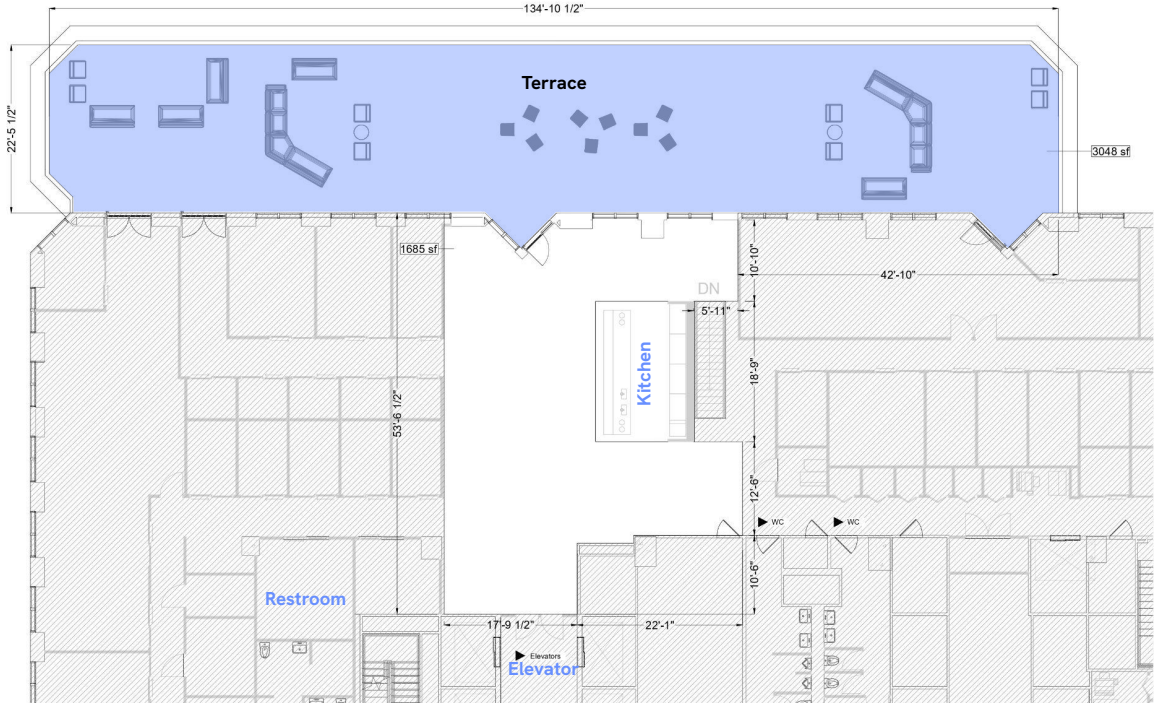 134'-10 1/2"
Terrace
22'-5 1/2"
3048 sf
1685 sf
10'-10"
42'-10"
DN
5'-11"
Kitchen
18'-9"
53'-6 1/2"
12'-6"
WC
WC
10'-6"
Restroom
17'-9 1/2"
22'-1"
Elevators
Elevator